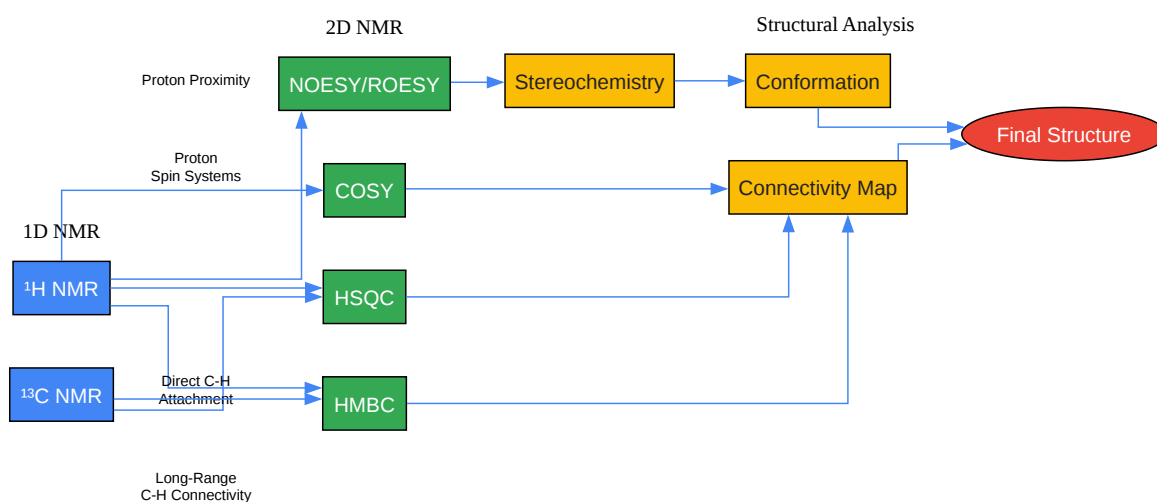 2D NMR
Structural Analysis
Proton Proximity
NOESY/ROESY
Stereochemistry
Conformation
Final Structure
Proton
Spin Systems
COSY
Connectivity Map
1D NMR
¹H NMR
HSQC
¹³C NMR
Direct C-H
Attachment
HMBC
Long-Range
C-H Connectivity